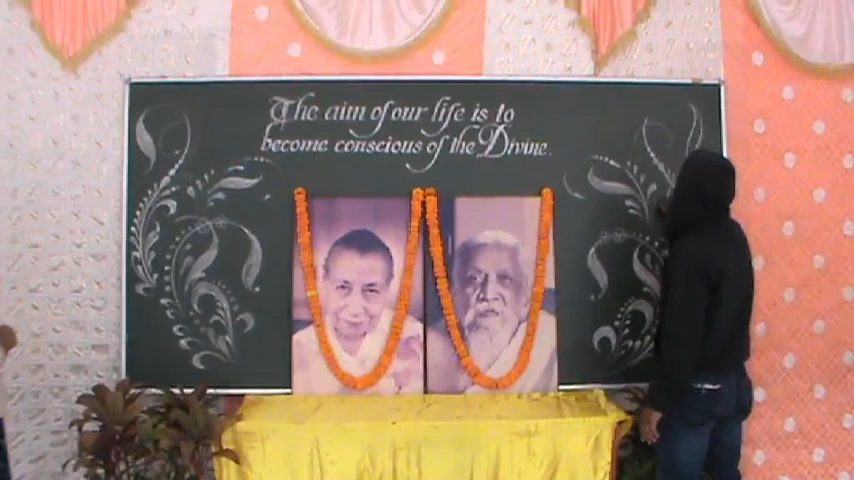 The aim of our life is to
become conscious of the Divine.